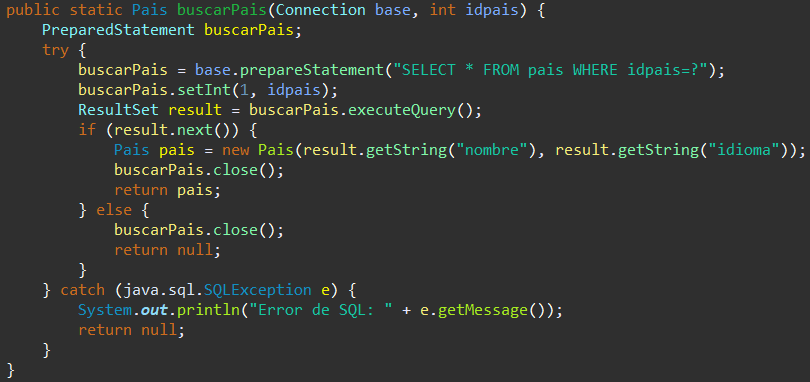 public static Pais buscarPais(Connection base, int idpais) {
    PreparedStatement buscarPais;
    try {
        buscarPais = base.prepareStatement("SELECT * FROM pais WHERE idpais=?");
        buscarPais.setInt(1, idpais);
        ResultSet result = buscarPais.executeQuery();
        if (result.next()) {
            Pais pais = new Pais(result.getString("nombre"), result.getString("idioma"));
            buscarPais.close();
            return pais;
        } else {
            buscarPais.close();
            return null;
        }
    } catch (java.sql.SQLException e) {
        System.out.println("Error de SQL: " + e.getMessage());
        return null;
    }
}